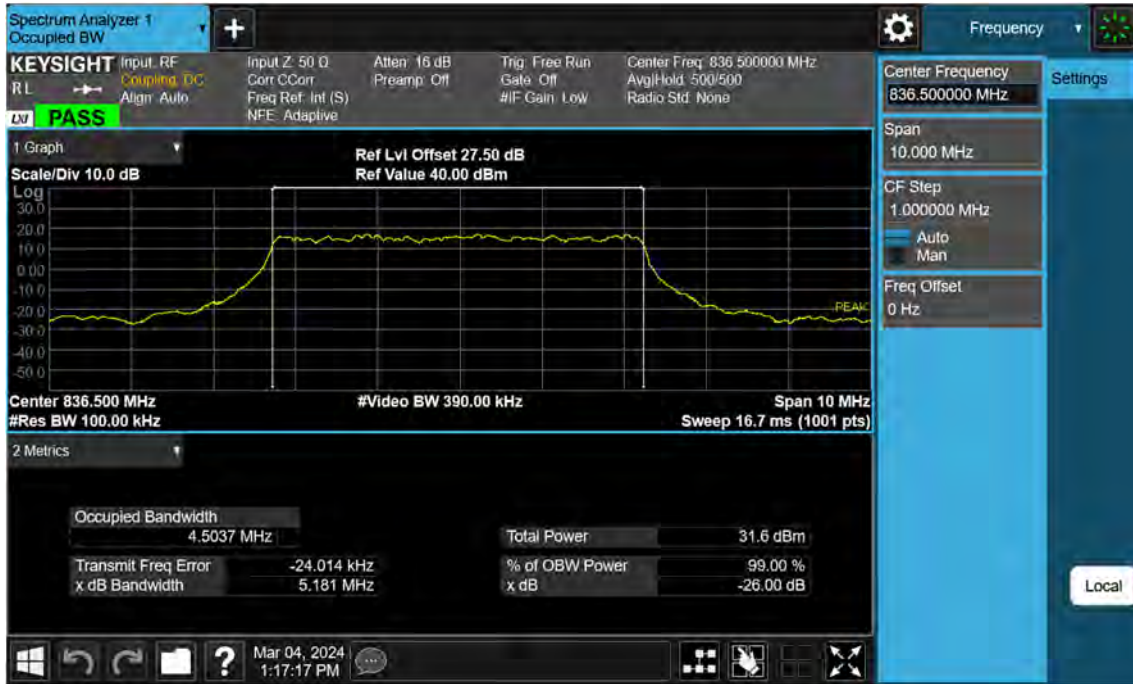 Spectrum Analyzer 1
Occupied BW
+
Frequency
KEYSIGHT
RL
LXI
PASS
Input: RF
Coupling: DC
Align: Auto
Input Z: 50 Ω
Corr CCorr
Freq Ref: Int (S)
NFE: Adaptive
Atten: 16 dB
Preamp: Off
Trig: Free Run
Gate: Off
#IF Gain: Low
Center Freq: 836.500000 MHz
Avg|Hold: 500/500
Radio Std: None
Center Frequency
836.500000 MHz
Settings
Span
10.000 MHz
CF Step
1.000000 MHz
Auto
Man
Freq Offset
0 Hz
Local
1 Graph
Scale/Div 10.0 dB
Ref Lvl Offset 27.50 dB
Ref Value 40.00 dBm
Log
30.0
20.0
10.0
0.00
-10.0
-20.0
-30.0
-40.0
-50.0
PEAK
Center 836.500 MHz
#Video BW 390.00 kHz
Span 10 MHz
#Res BW 100.00 kHz
Sweep 16.7 ms (1001 pts)
2 Metrics
Occupied Bandwidth
4.5037 MHz
Total Power 31.6 dBm
Transmit Freq Error -24.014 kHz
% of OBW Power 99.00 %
x dB Bandwidth 5.181 MHz
x dB -26.00 dB
?
Mar 04, 2024
1:17:17 PM